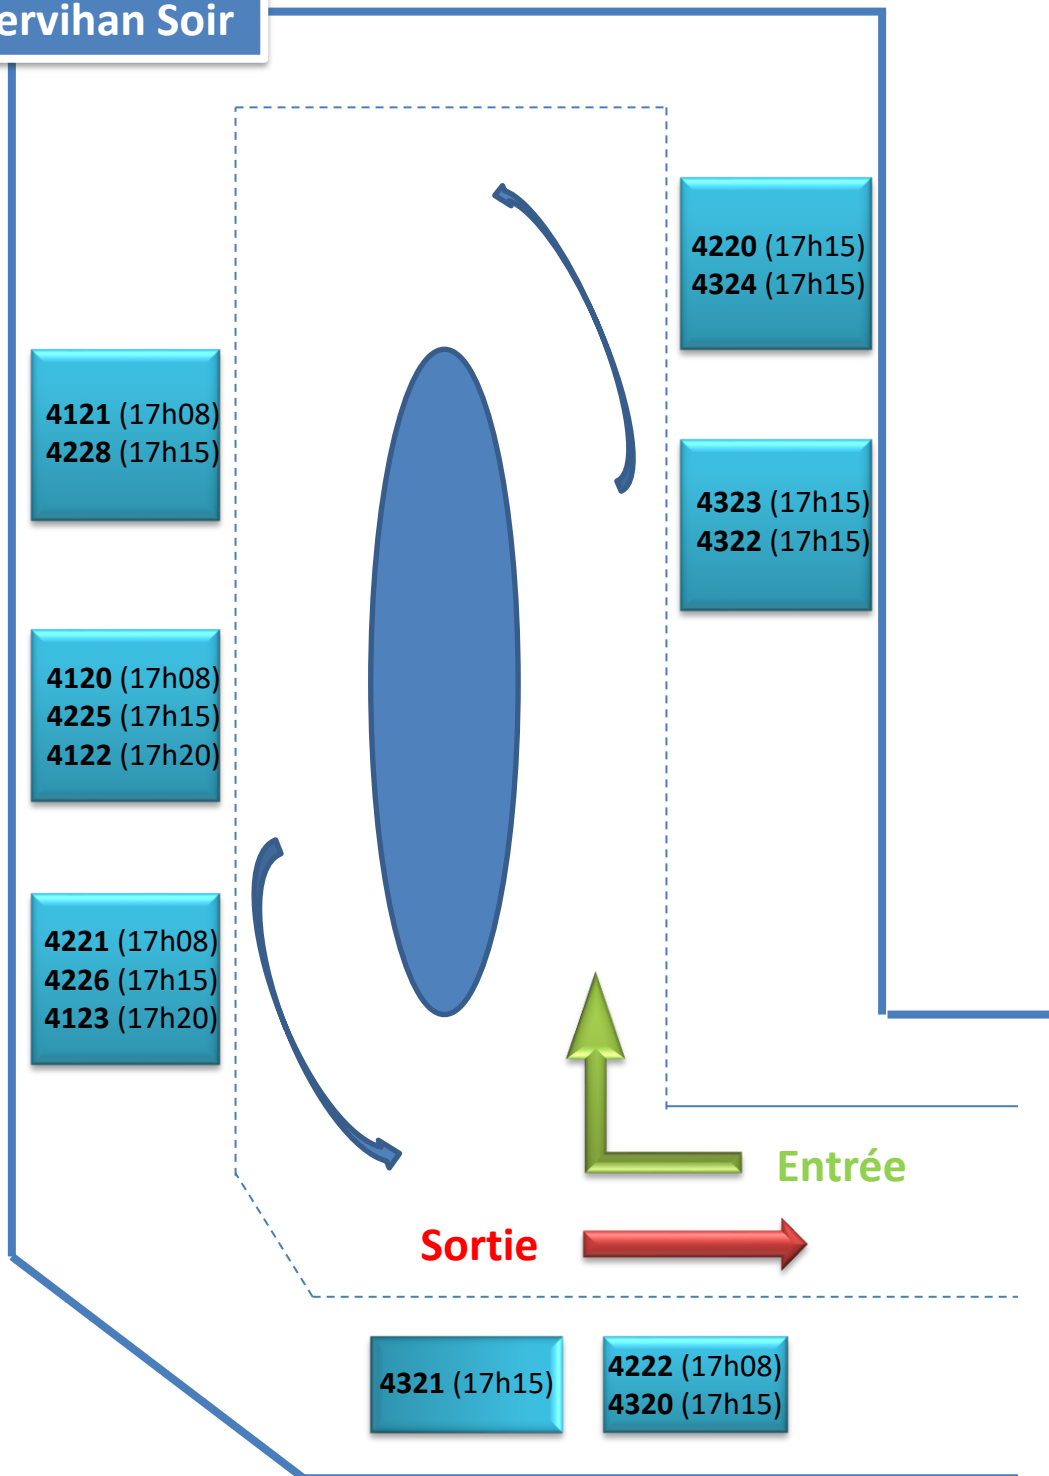 ervihan Soir
4220 (17h15)
4324 (17h15)
4121 (17h08)
4228 (17h15)
4323 (17h15)
4322 (17h15)
4120 (17h08)
4225 (17h15)
4122 (17h20)
4221 (17h08)
4226 (17h15)
4123 (17h20)
Entrée
Sortie
4321 (17h15)
4222 (17h08)
4320 (17h15)